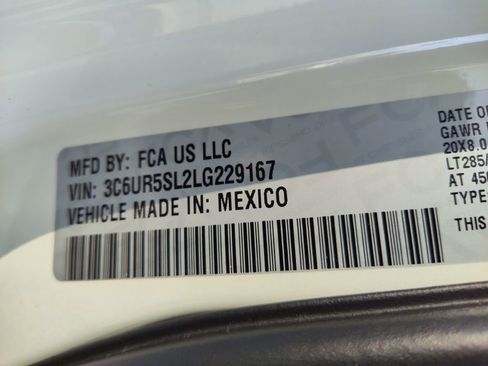 MFD BY: FCA US LLC
VIN: 3C6UR5SL2LG229167
VEHICLE MADE IN: MEXICO
DATE OF
GAWR
20X8.0
LT285/
AT 450
TYPE
THIS